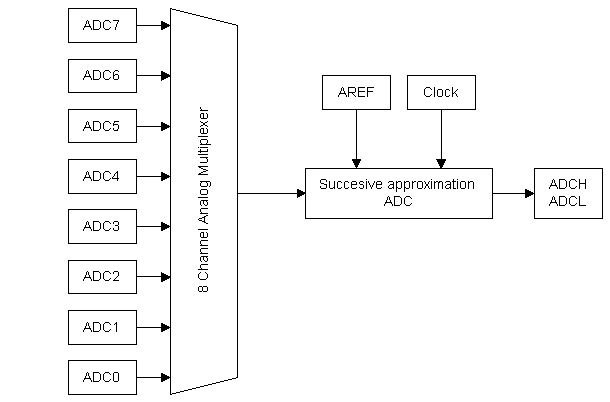 ADC7
ADC6
ADC5
ADC4
ADC3
ADC2
ADC1
ADC0
8 Channel Analog Multiplexer
AREF
Clock
Succesive approximation
ADC
ADCH
ADCL